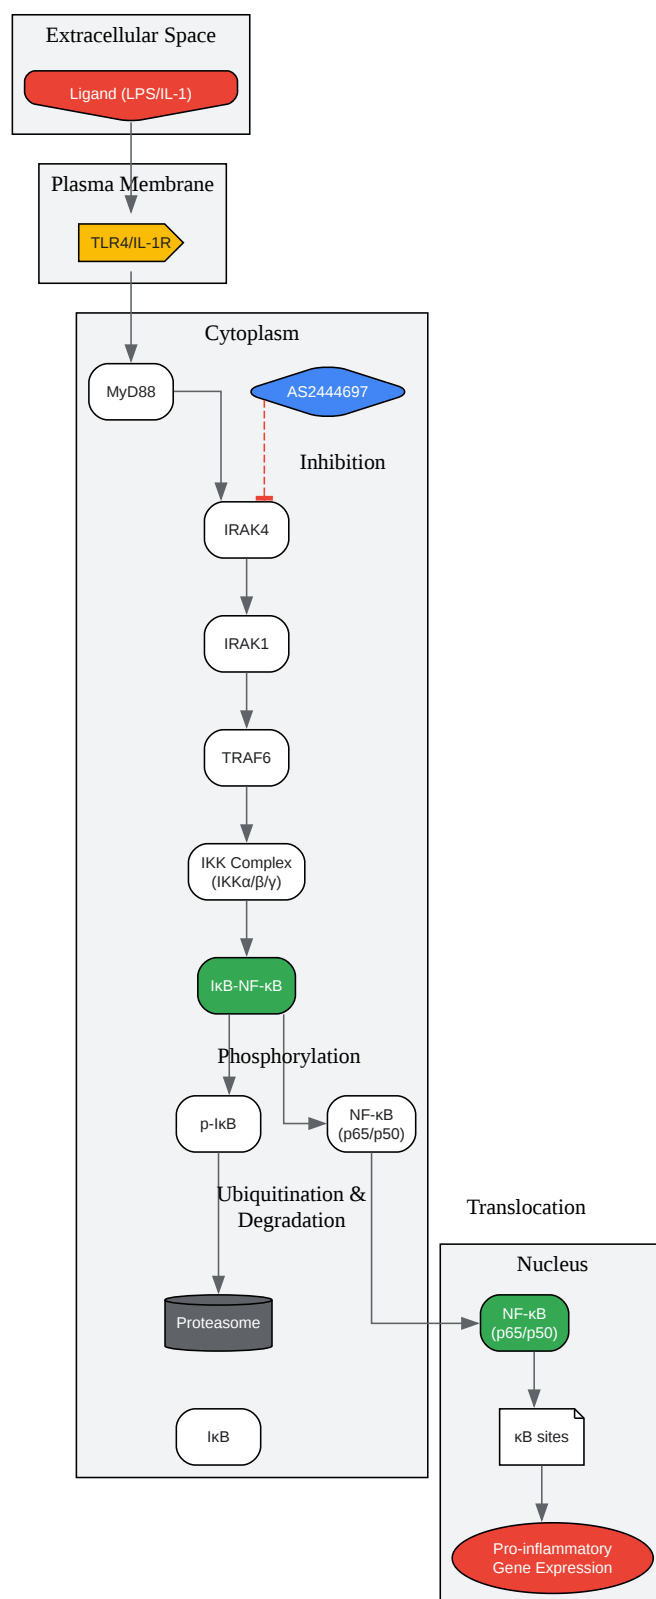 Extracellular Space
Ligand (LPS/IL-1)
Plasma Membrane
TLR4/IL-1R
Cytoplasm
MyD88
AS2444697
Inhibition
IRAK4
IRAK1
TRAF6
IKK Complex
(IKKα/β/γ)
IκB-NF-κB
Phosphorylation
p-IκB
NF-κB
(p65/p50)
Ubiquitination &
Degradation
Translocation
Nucleus
Proteasome
NF-κB
(p65/p50)
IκB
κB sites
Pro-inflammatory
Gene Expression